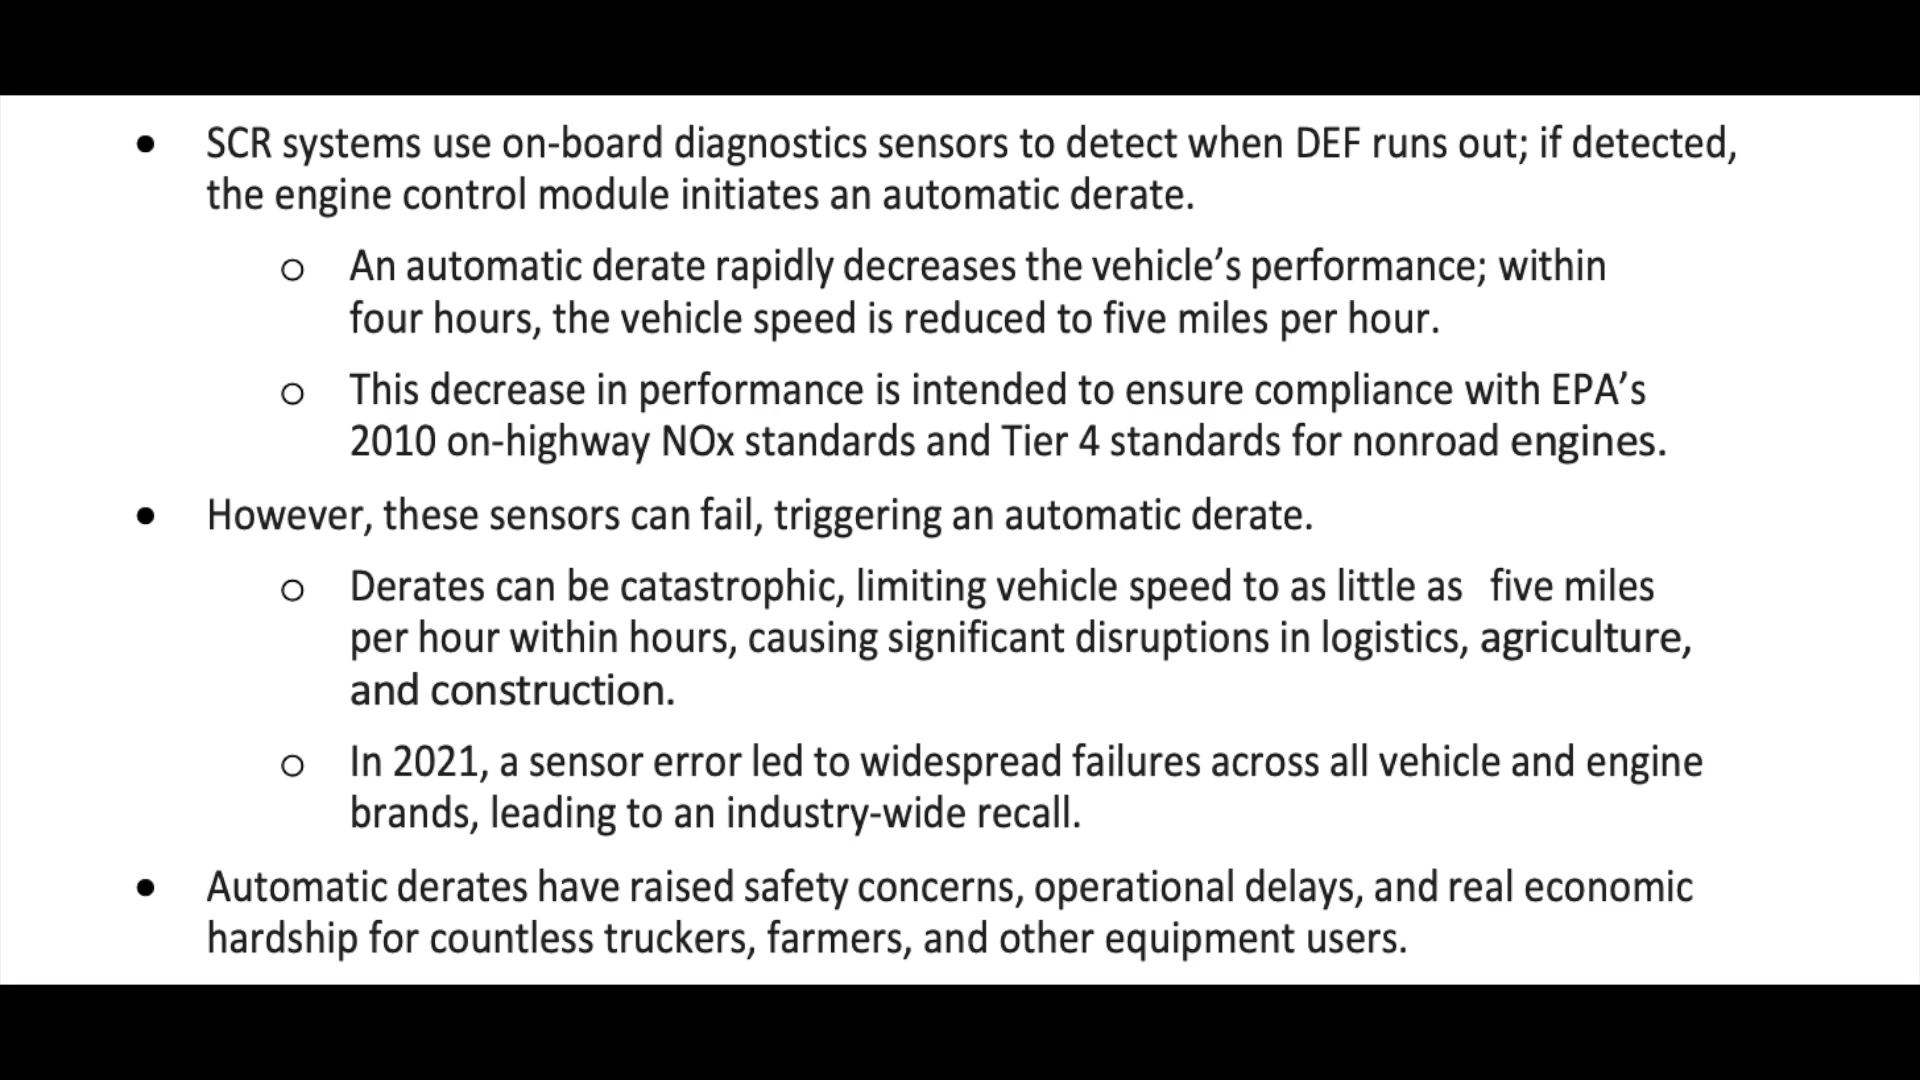 • SCR systems use on-board diagnostics sensors to detect when DEF runs out; if detected,
the engine control module initiates an automatic derate.
o An automatic derate rapidly decreases the vehicle’s performance; within
four hours, the vehicle speed is reduced to five miles per hour.
o This decrease in performance is intended to ensure compliance with EPA’s
2010 on-highway NOx standards and Tier 4 standards for nonroad engines.
• However, these sensors can fail, triggering an automatic derate.
o Derates can be catastrophic, limiting vehicle speed to as little as five miles
per hour within hours, causing significant disruptions in logistics, agriculture,
and construction.
o In 2021, a sensor error led to widespread failures across all vehicle and engine
brands, leading to an industry-wide recall.
• Automatic derates have raised safety concerns, operational delays, and real economic
hardship for countless truckers, farmers, and other equipment users.